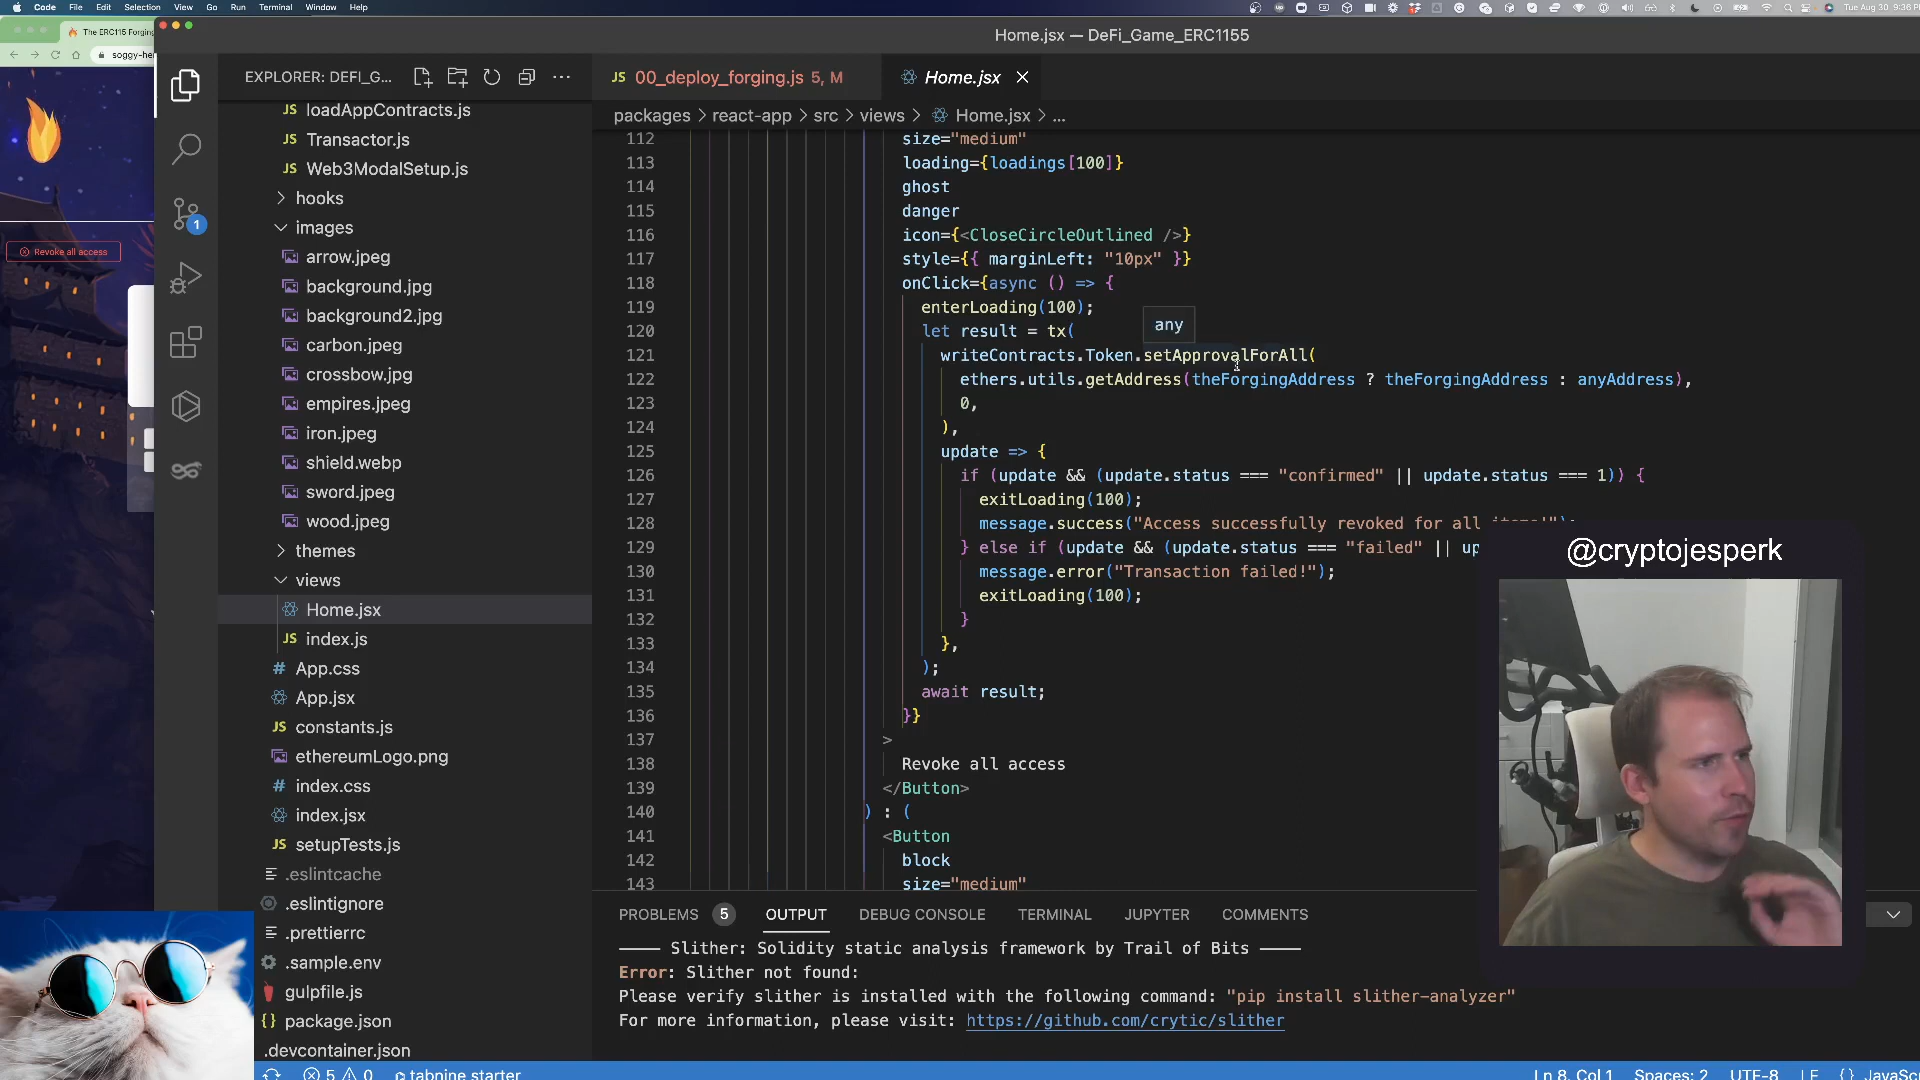 Code File Edit Selection View Go Run Terminal Window Help
Tue Aug 30 9:36 PM
The ERC115 Forging
soggy-her
Revoke all access
Home.jsx — DeFi_Game_ERC1155
EXPLORER: DEFI_G...
loadAppContracts.js
Transactor.js
Web3ModalSetup.js
hooks
images
arrow.jpeg
background.jpg
background2.jpg
carbon.jpeg
crossbow.jpg
empires.jpeg
iron.jpeg
shield.webp
sword.jpeg
wood.jpeg
themes
views
Home.jsx
index.js
App.css
App.jsx
constants.js
ethereumLogo.png
index.css
index.jsx
setupTests.js
.eslintcache
.eslintignore
.prettierrc
.sample.env
gulpfile.js
package.json
.devcontainer.json
JS 00_deploy_forging.js 5, M
Home.jsx
packages > react-app > src > views > Home.jsx > ...
112 size="medium"
113 loading={loadings[100]}
114 ghost
115 danger
116 icon={<CloseCircleOutlined />}
117 style={{ marginLeft: "10px" }}
118 onClick={async () => {
119 enterLoading(100);
120 let result = tx(
any
121 writeContracts.Token.setApprovalForAll(
122 ethers.utils.getAddress(theForgingAddress ? theForgingAddress : anyAddress),
123 0,
124 ),
125 update => {
126 if (update && (update.status === "confirmed" || update.status === 1)) {
127 exitLoading(100);
128 message.success("Access successfully revoked for all items!");
129 } else if (update && (update.status === "failed" || up
130 message.error("Transaction failed!");
131 exitLoading(100);
132 }
133 },
134 );
135 await result;
136 }}
137 >
138 Revoke all access
139 </Button>
140 ) : (
141 <Button
142 block
143 size="medium"
@cryptojesperk
PROBLEMS 5 OUTPUT DEBUG CONSOLE TERMINAL JUPYTER COMMENTS
—— Slither: Solidity static analysis framework by Trail of Bits ——
Error: Slither not found:
Please verify slither is installed with the following command: "pip install slither-analyzer"
For more information, please visit: https://github.com/crytic/slither
5 0 tabnine starter
Ln 8, Col 1 Spaces: 2 UTF-8 LF {} JavaS